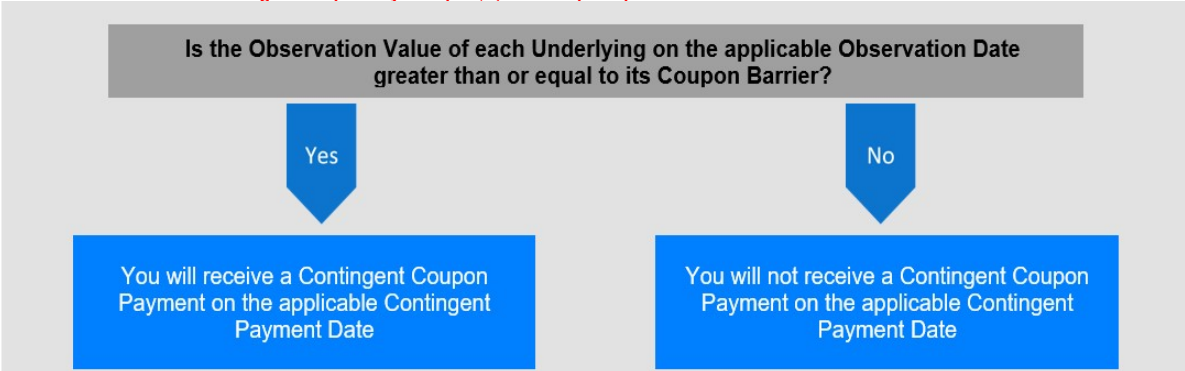 Is the Observation Value of each Underlying on the applicable Observation Date
greater than or equal to its Coupon Barrier?
Yes
No
You will receive a Contingent Coupon
Payment on the applicable Contingent
Payment Date
You will not receive a Contingent Coupon
Payment on the applicable Contingent
Payment Date